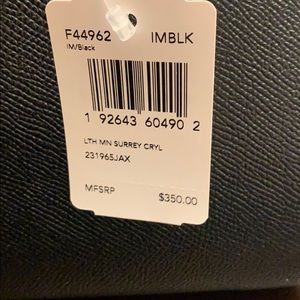 F44962 IMBLK
IM/Black
1 92643 60490 2
LTH MN SURREY CRYL
231965JAX
MFSRP $350.00